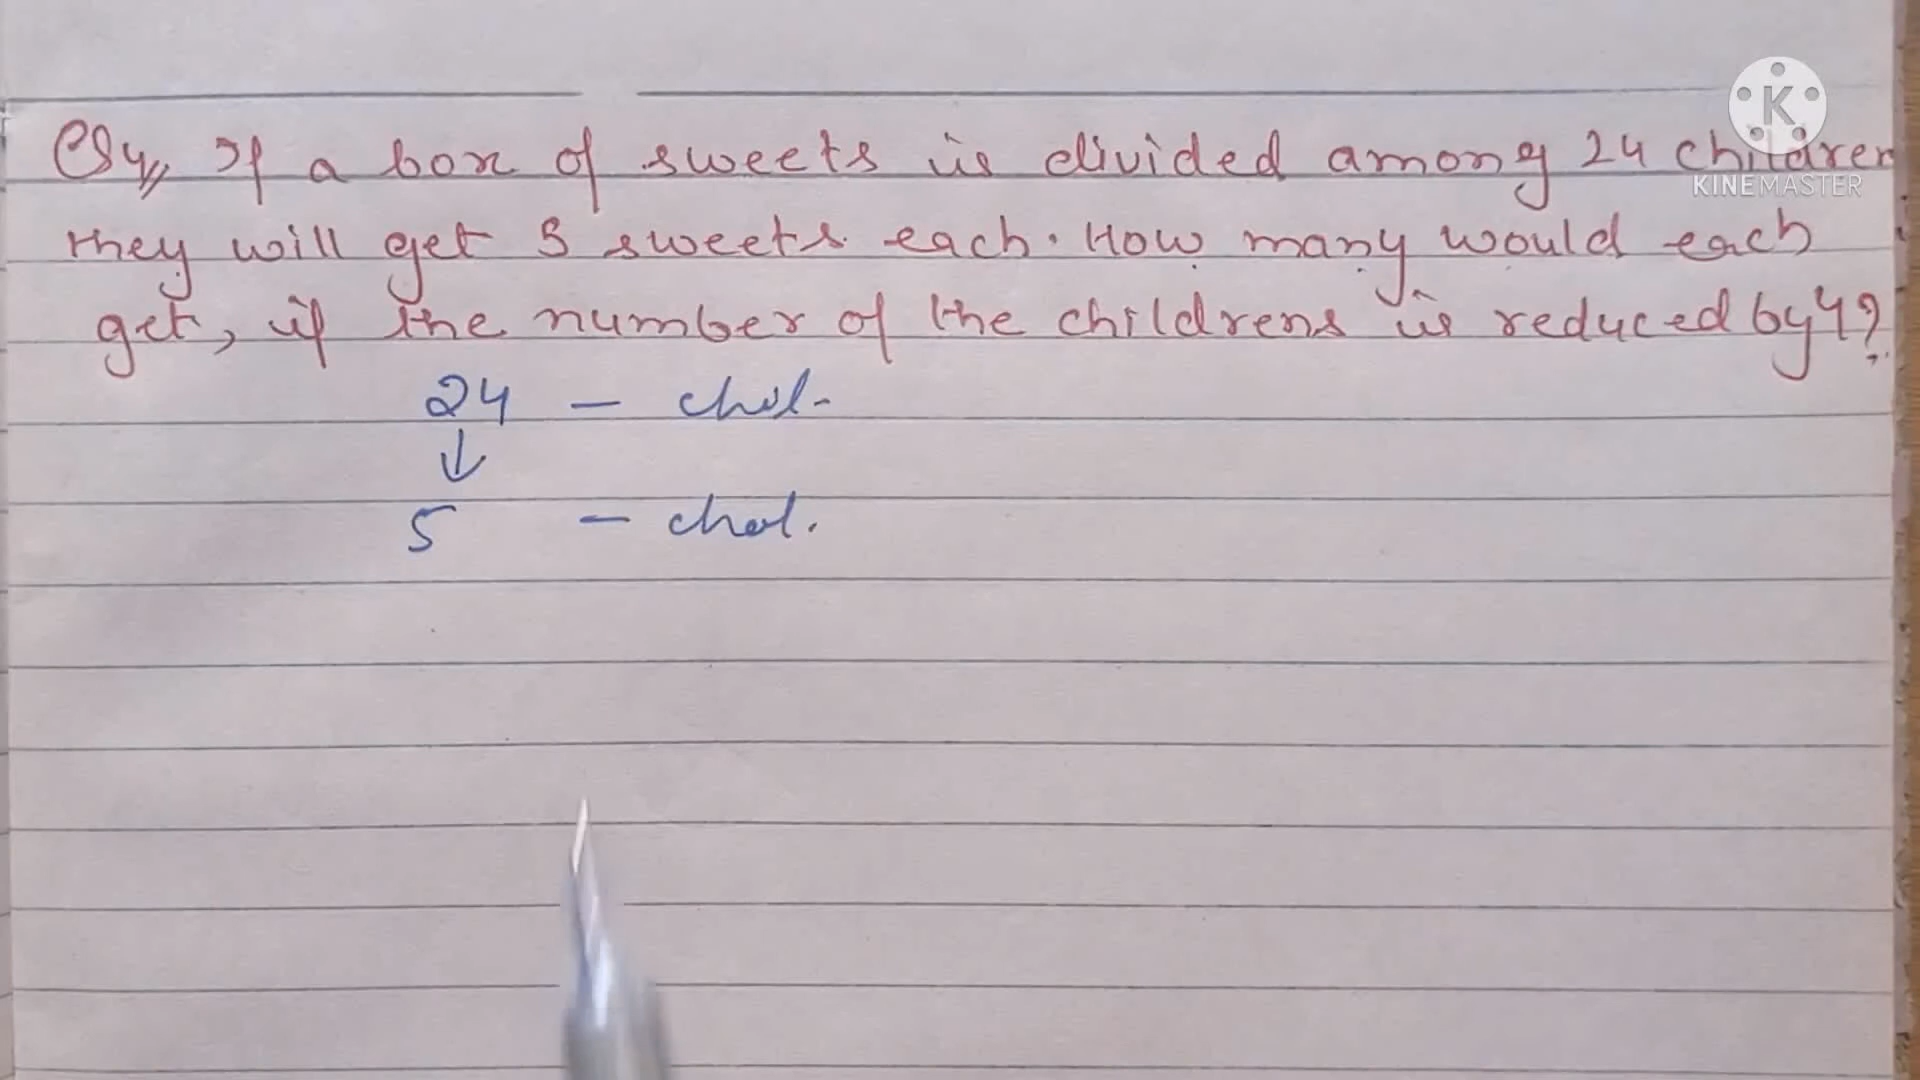 Q4,, If a box of sweets is divided among 24 children
KINEMASTER
they will get 5 sweets each. How many would each
get, if the number of the childrens is reduced by 4?
24 - chol.
↓
5 - chol.